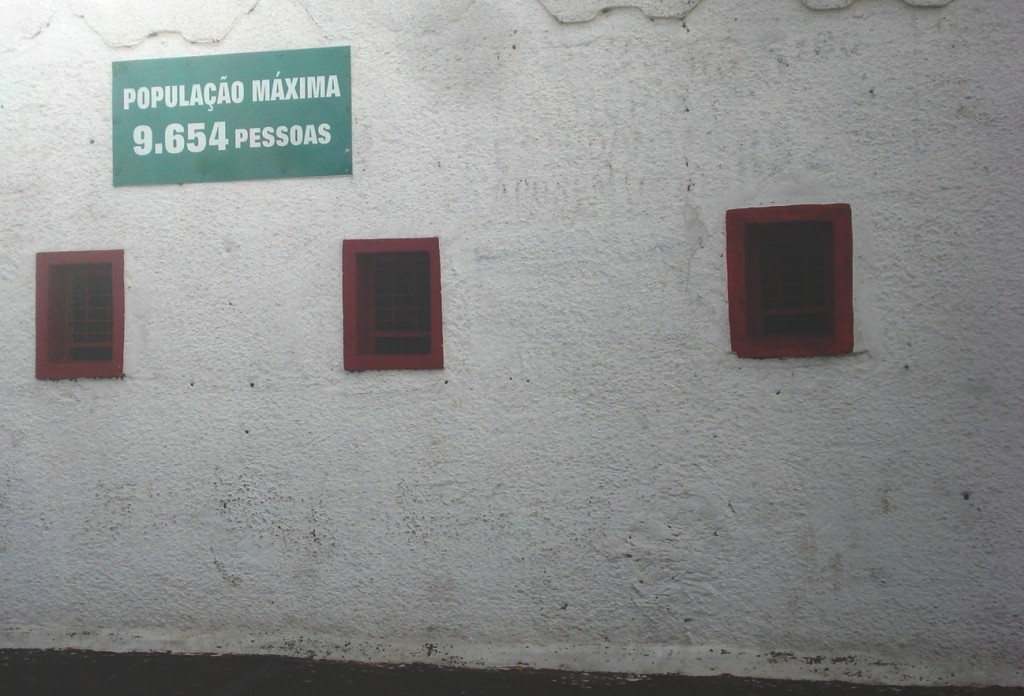 POPULAÇÃO MÁXIMA
9.654 PESSOAS